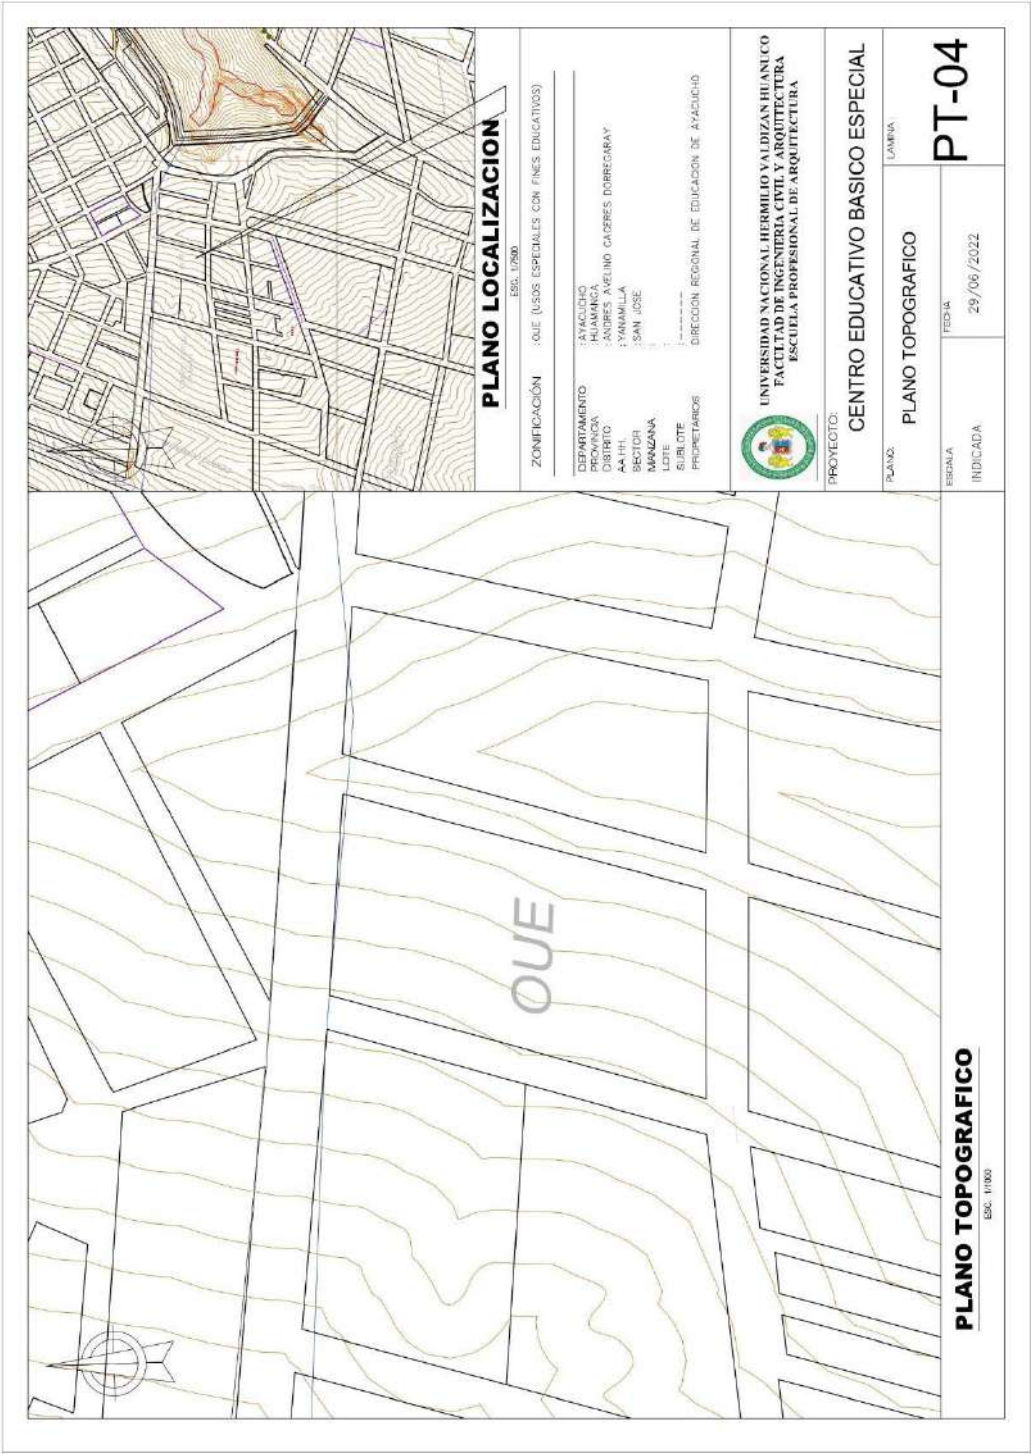 PLANO LOCALIZACION
ESC. 1/7500
ZONIFICACIÓN : OUE (USOS ESPECIALES CON FINES EDUCATIVOS)
DEPARTAMENTO : AYACUCHO
PROVINCIA : HUAMANGA
DISTRITO : ANDRES AVELINO CACERES DORREGARAY
AA.HH. : YANAMILLA
SECTOR : SAN JOSE
MANZANA :
LOTE :
SUBLOTE : ------
PROPIETARIOS DIRECCION REGIONAL DE EDUCACION DE AYACUCHO
UNIVERSIDAD NACIONAL HERMILIO VALDIZAN HUANUCO
FACULTAD DE INGENIERIA CIVIL Y ARQUITECTURA
ESCUELA PROFESIONAL DE ARQUITECTURA
PROYECTO:
CENTRO EDUCATIVO BASICO ESPECIAL
PLANO:
PLANO TOPOGRAFICO
LAMINA
PT-04
ESCALA
INDICADA
FECHA
29/06/2022
OUE
PLANO TOPOGRAFICO
ESC. 1/1000